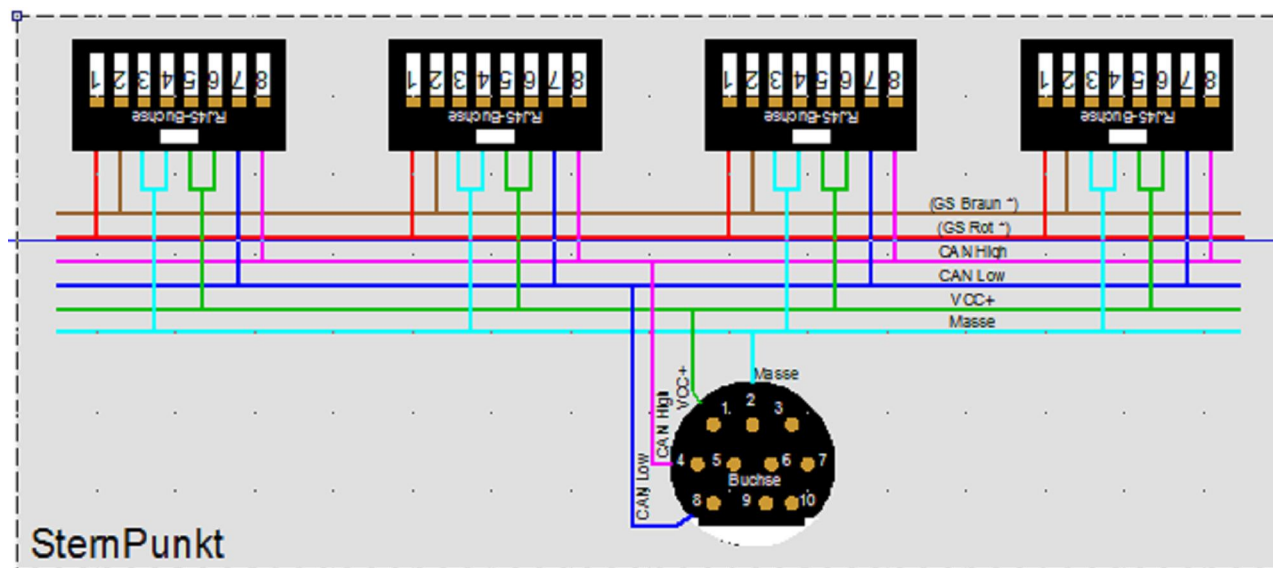 1 2 3 4 5 6 7 8
RJ45-Buchse
1 2 3 4 5 6 7 8
RJ45-Buchse
1 2 3 4 5 6 7 8
RJ45-Buchse
1 2 3 4 5 6 7 8
RJ45-Buchse
(GS Braun *)
(GS Rot *)
CAN High
CAN Low
VCC+
Masse
Masse
VCC+
CAN High
CAN Low
1 2 3
4 5 6 7
Buchse
8 9 10
SternPunkt